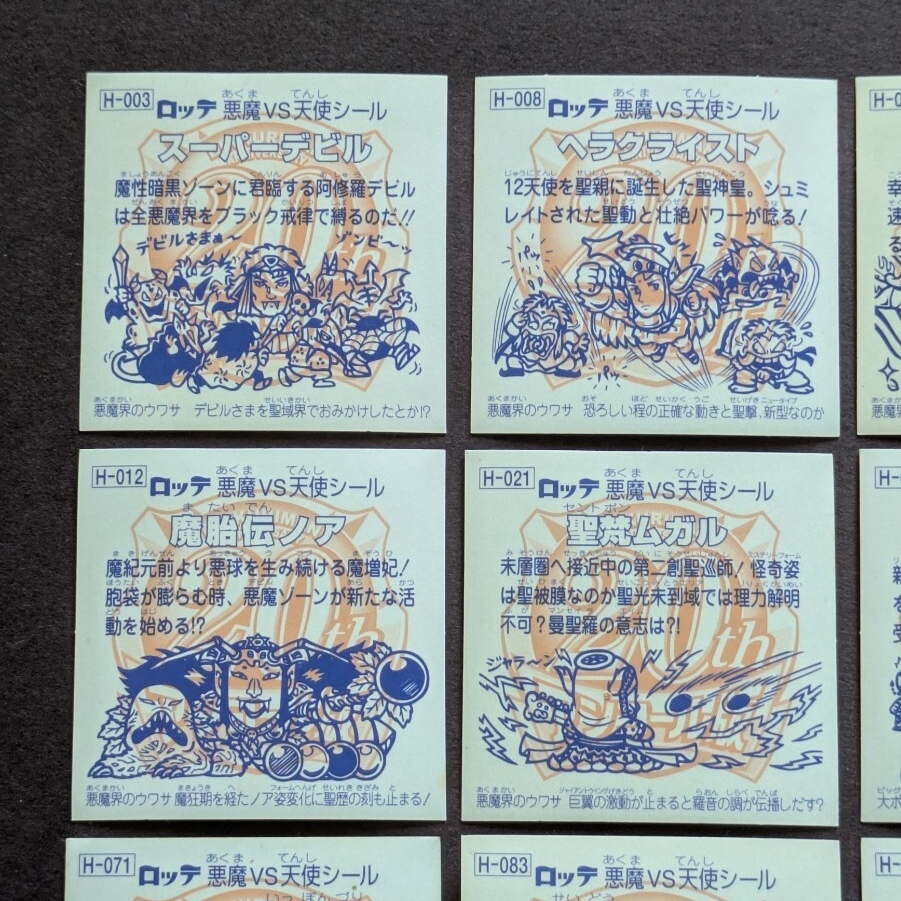 H-003 ロッテ 悪魔VS天使シール
スーパーデビル
魔性暗黒ゾーンに君臨する阿修羅デビル
は全悪魔界をブラック戒律で縛るのだ!!
デビルさまぁ〜 ゾンビ〜ッ
悪魔界のウワサ デビルさまを聖域界でおみかけしたとか!?
H-008 ロッテ 悪魔VS天使シール
ヘラクライスト
12天使を聖親に誕生した聖神皇。シュミ
レイトされた聖動と壮絶パワーが唸る!
悪魔界のウワサ 恐ろしい程の正確な動きと聖撃、新型なのか
H-012 ロッテ 悪魔VS天使シール
魔胎伝ノア
魔紀元前より悪球を生み続ける魔増妃!
胞袋が膨らむ時、悪魔ゾーンが新たな活
動を始める!?
悪魔界のウワサ 魔狂期を経たノア姿変化に聖歴の刻も止まる!
H-021 ロッテ 悪魔VS天使シール
聖梵ムガル
未層圏へ接近中の第二創聖巡師! 怪奇姿
は聖被膜なのか聖光未到域では理力解明
不可?曼聖羅の意志は?!
ジャラ〜ン
悪魔界のウワサ 巨翼の激動が止まると羅音の調が伝播しだす?
H-071 ロッテ 悪魔VS天使シール
H-083 ロッテ 悪魔VS天使シール